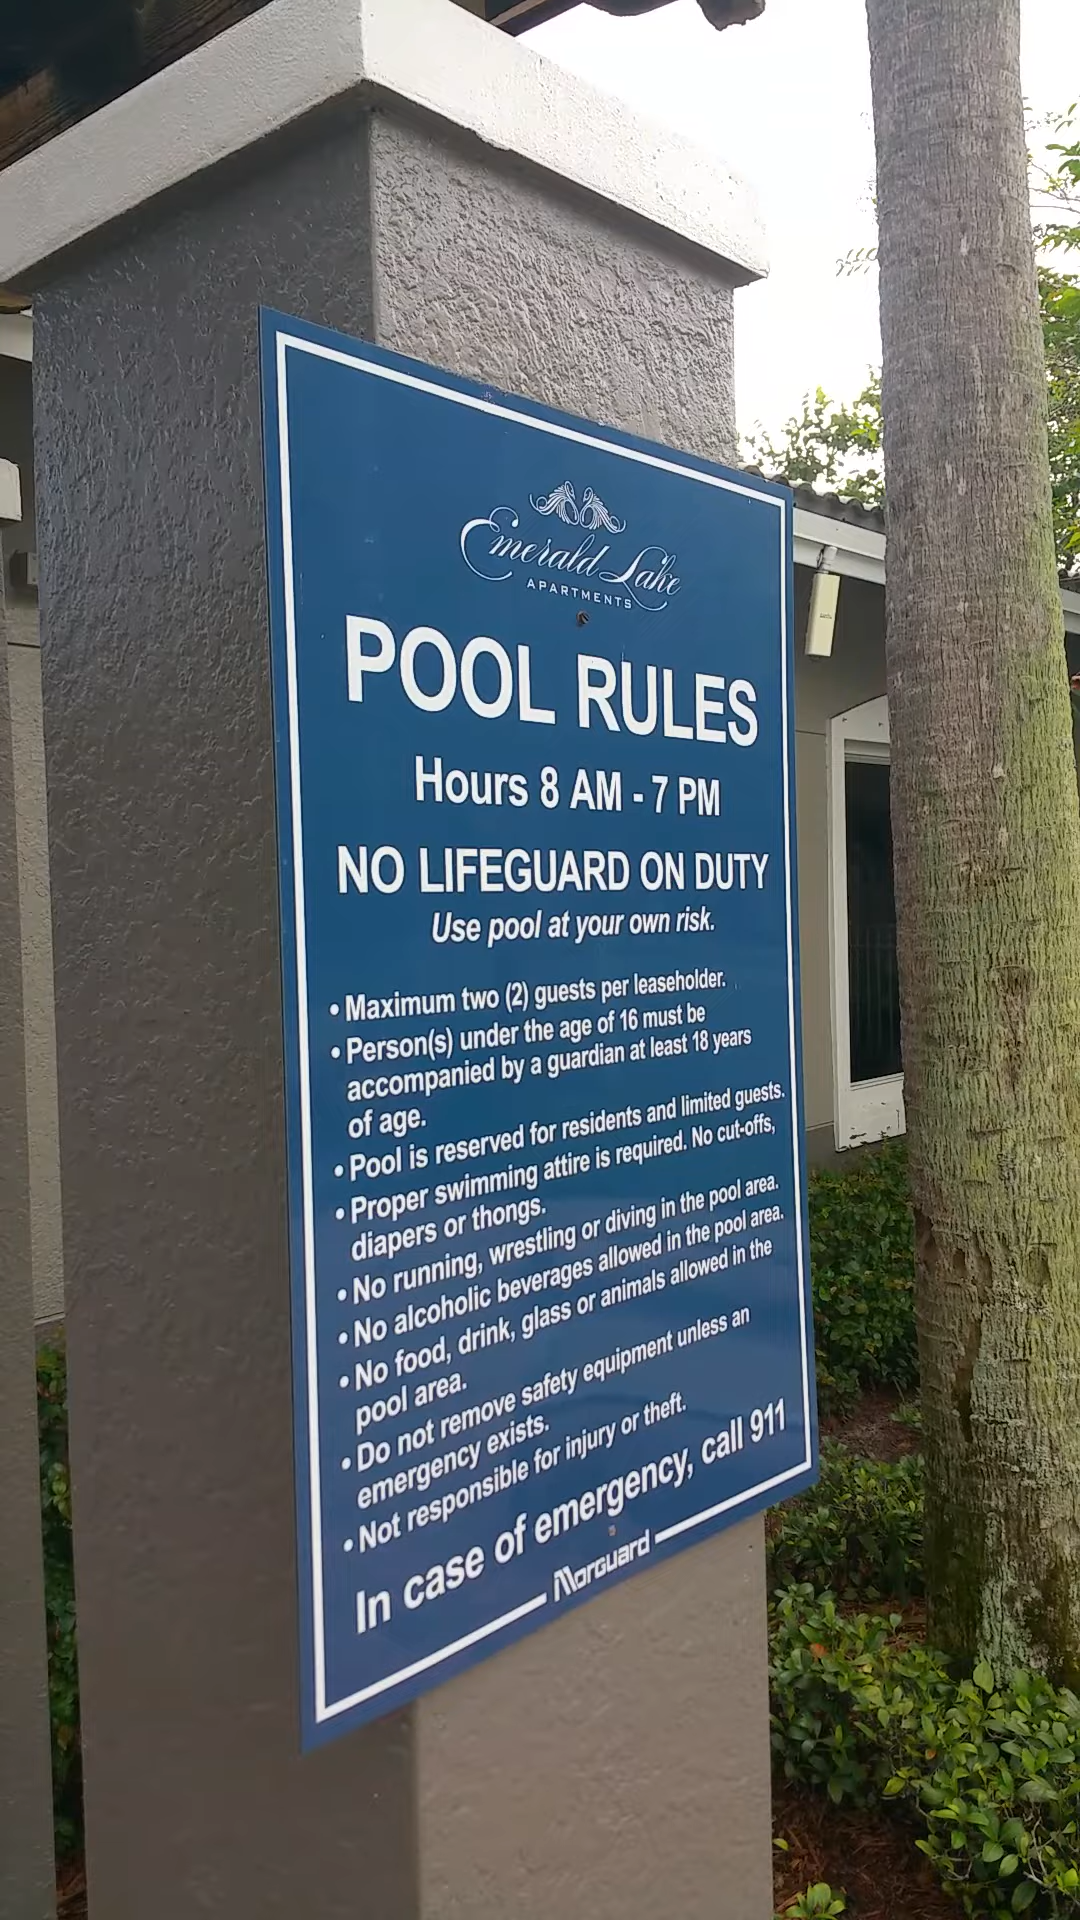 Emerald Lake
APARTMENTS
POOL RULES
Hours 8 AM - 7 PM
NO LIFEGUARD ON DUTY
Use pool at your own risk.
• Maximum two (2) guests per leaseholder.
• Person(s) under the age of 16 must be
accompanied by a guardian at least 18 years
of age.
• Pool is reserved for residents and limited guests.
• Proper swimming attire is required. No cut-offs,
diapers or thongs.
• No running, wrestling or diving in the pool area.
• No alcoholic beverages allowed in the pool area.
• No food, drink, glass or animals allowed in the
pool area.
• Do not remove safety equipment unless an
emergency exists.
• Not responsible for injury or theft.
In case of emergency, call 911
Morguard